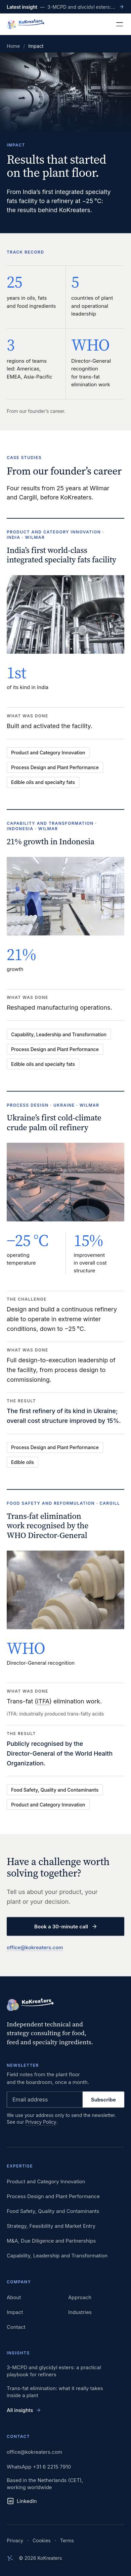 Latest insight — 3-MCPD and glycidyl esters:... →
KoKreaters.
Home / Impact
IMPACT
Results that started
on the plant floor.
From India's first integrated speciality
fats facility to a refinery at −25 °C:
the results behind KoKreaters.
TRACK RECORD
25
years in oils, fats
and food ingredients
5
countries of plant
and operational
leadership
3
regions of teams
led: Americas,
EMEA, Asia-Pacific
WHO
Director-General
recognition
for trans-fat
elimination work
From our founder's career.
CASE STUDIES
From our founder's career
Four results from 25 years at Wilmar
and Cargill, before KoKreaters.
PRODUCT AND CATEGORY INNOVATION ·
INDIA · WILMAR
India's first world-class
integrated specialty fats facility
1st
of its kind in India
WHAT WAS DONE
Built and activated the facility.
Product and Category Innovation
Process Design and Plant Performance
Edible oils and specialty fats
CAPABILITY AND TRANSFORMATION ·
INDONESIA · WILMAR
21% growth in Indonesia
21%
growth
WHAT WAS DONE
Reshaped manufacturing operations.
Capability, Leadership and Transformation
Process Design and Plant Performance
Edible oils and specialty fats
PROCESS DESIGN · UKRAINE · WILMAR
Ukraine's first cold-climate
crude palm oil refinery
−25 °C
operating
temperature
15%
improvement
in overall cost
structure
THE CHALLENGE
Design and build a continuous refinery
able to operate in extreme winter
conditions, down to −25 °C.
WHAT WAS DONE
Full design-to-execution leadership of
the facility, from process design to
commissioning.
THE RESULT
The first refinery of its kind in Ukraine;
overall cost structure improved by 15%.
Process Design and Plant Performance
Edible oils
FOOD SAFETY AND REFORMULATION · CARGILL
Trans-fat elimination
work recognised by the
WHO Director-General
WHO
Director-General recognition
WHAT WAS DONE
Trans-fat (iTFA) elimination work.
iTFA: industrially produced trans-fatty acids
THE RESULT
Publicly recognised by the
Director-General of the World Health
Organization.
Food Safety, Quality and Contaminants
Product and Category Innovation
Have a challenge worth
solving together?
Tell us about your product, your
plant or your decision.
Book a 30-minute call →
office@kokreaters.com
KoKreaters.
Independent technical and
strategy consulting for food,
feed and specialty ingredients.
NEWSLETTER
Field notes from the plant floor
and the boardroom, once a month.
Email address
Subscribe
We use your address only to send the newsletter.
See our Privacy Policy.
EXPERTISE
Product and Category Innovation
Process Design and Plant Performance
Food Safety, Quality and Contaminants
Strategy, Feasibility and Market Entry
M&A, Due Diligence and Partnerships
Capability, Leadership and Transformation
COMPANY
About
Approach
Impact
Industries
Contact
INSIGHTS
3-MCPD and glycidyl esters: a practical
playbook for refiners
Trans-fat elimination: what it really takes
inside a plant
All insights →
CONTACT
office@kokreaters.com
WhatsApp +31 6 2215 7910
Based in the Netherlands (CET),
working worldwide
LinkedIn
Privacy · Cookies · Terms
© 2026 KoKreaters